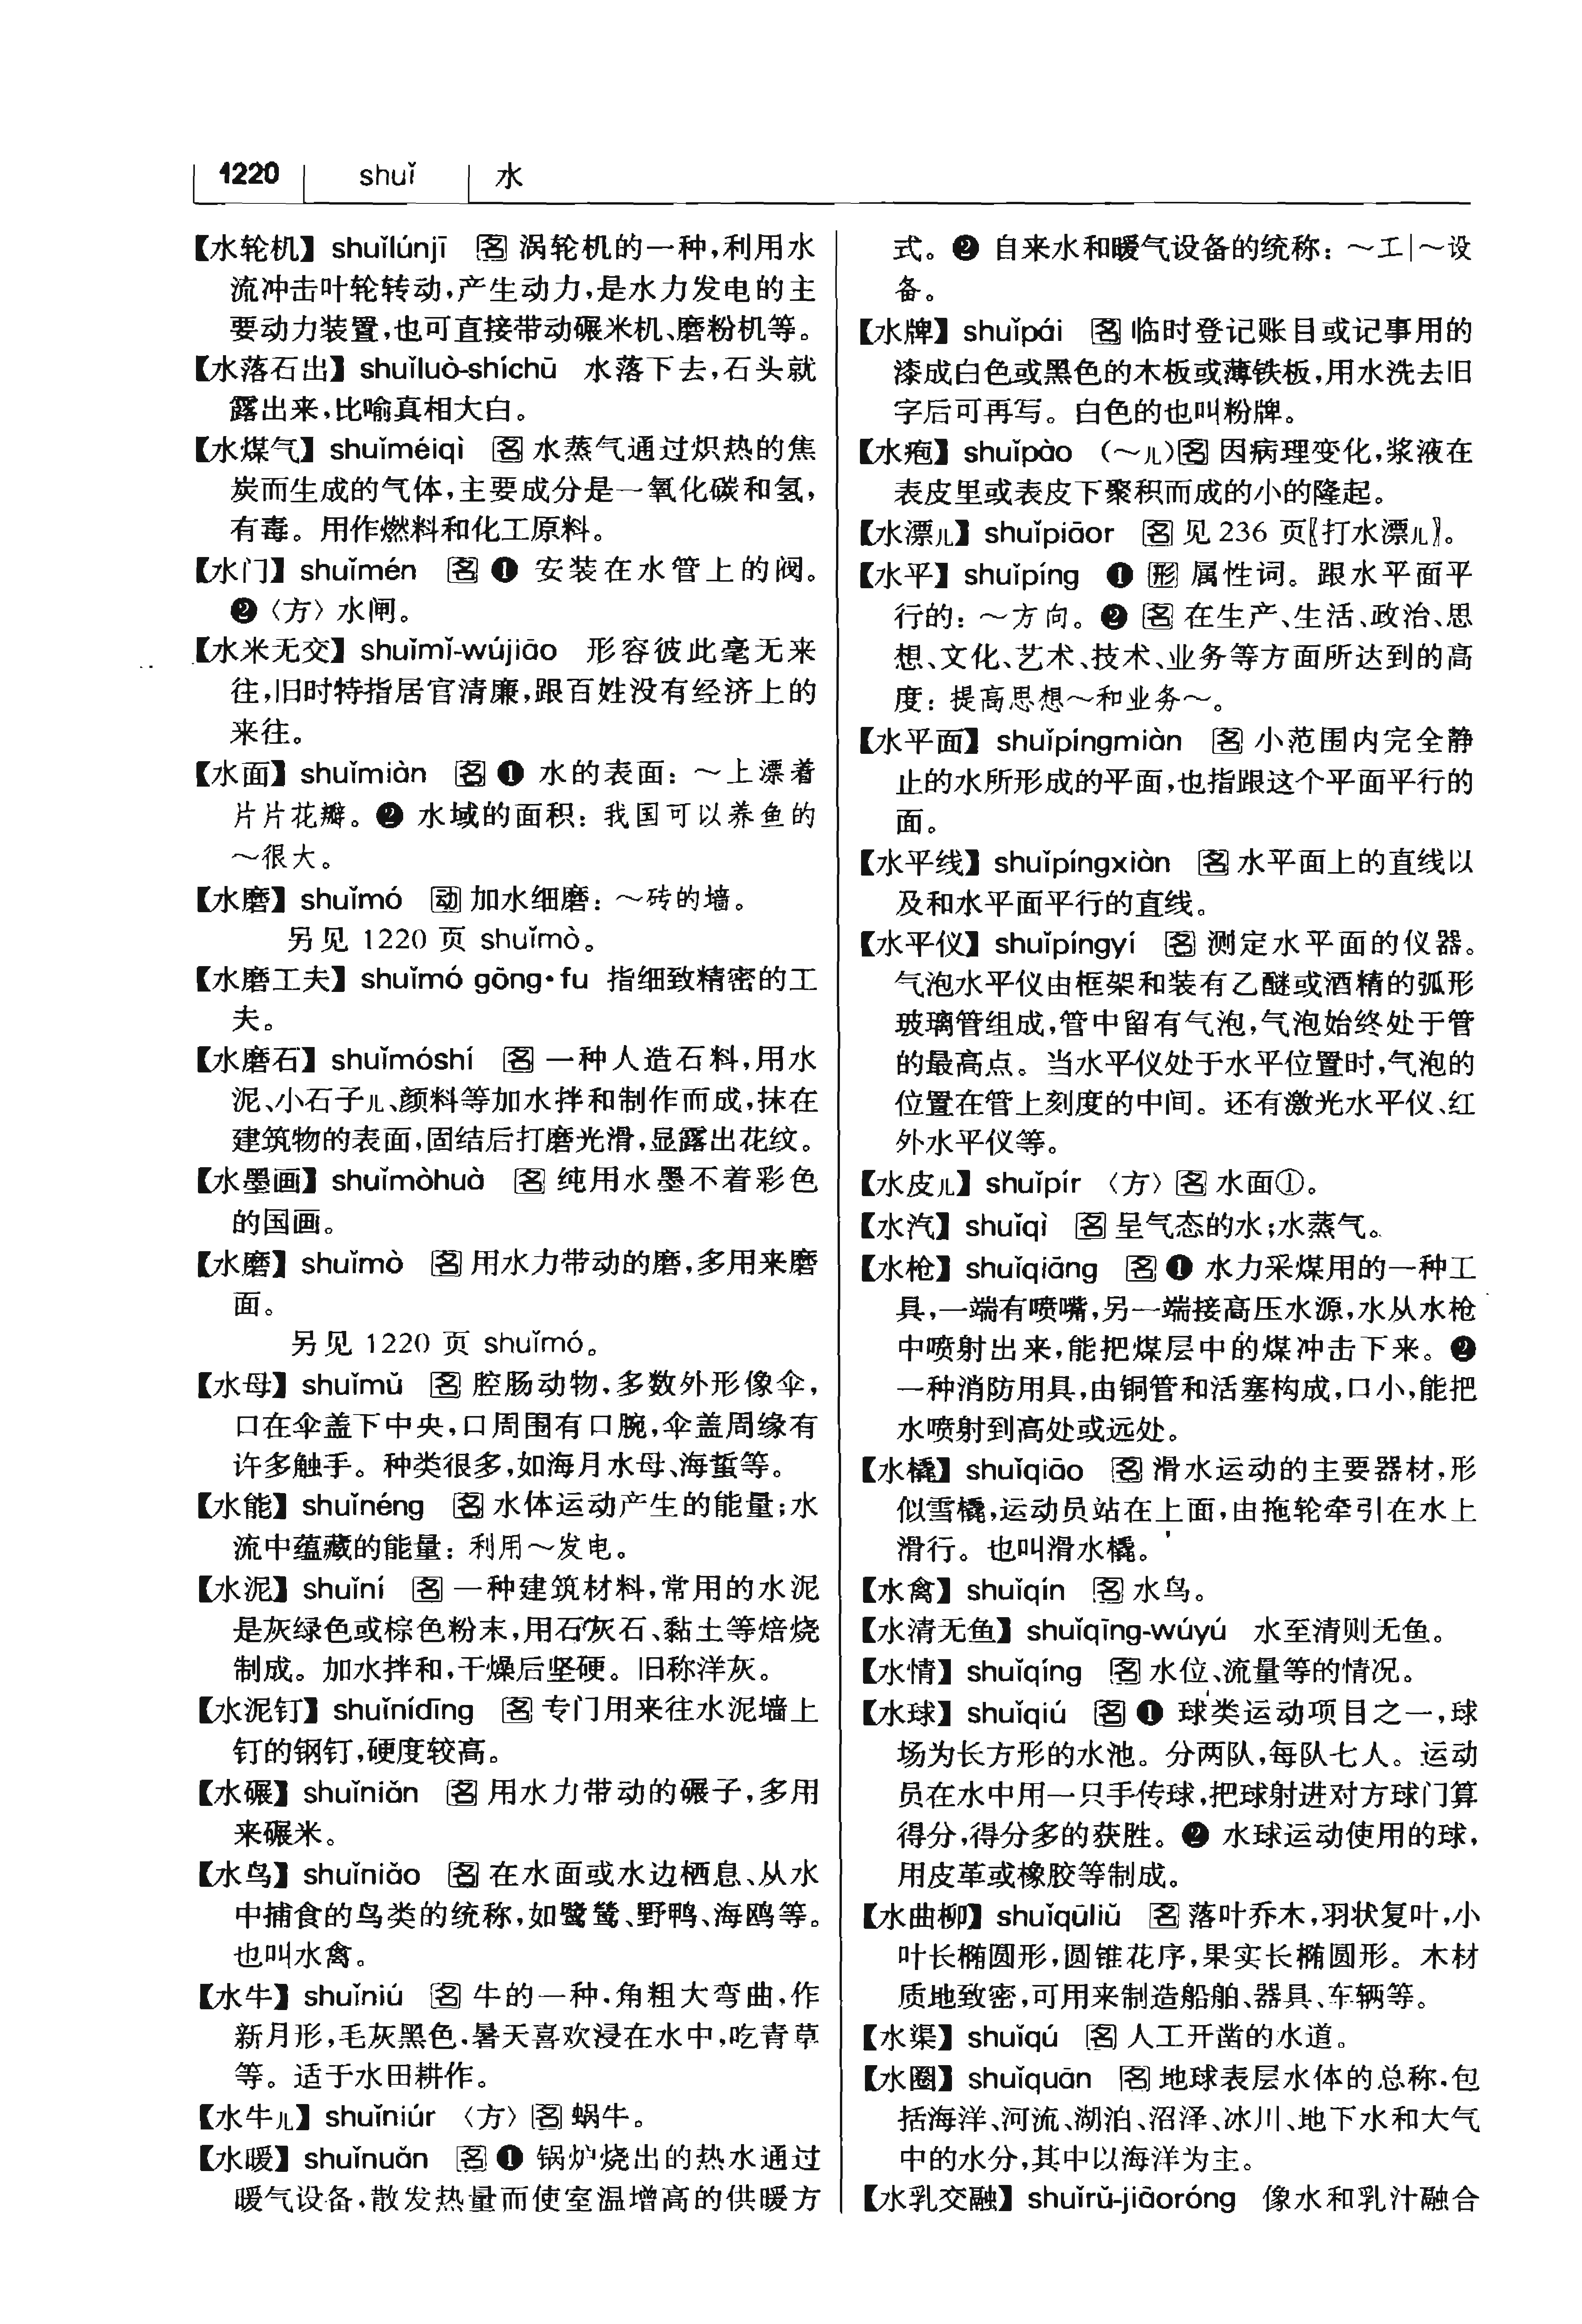 1220 shuǐ 水
【水轮机】 shuǐlúnjī 名 涡轮机的一种,利用水
流冲击叶轮转动,产生动力,是水力发电的主
要动力装置,也可直接带动碾米机、磨粉机等。
【水落石出】 shuǐluò-shíchū 水落下去,石头就
露出来,比喻真相大白。
【水煤气】 shuǐméiqì 名 水蒸气通过炽热的焦
炭而生成的气体,主要成分是一氧化碳和氢,
有毒。用作燃料和化工原料。
【水门】 shuǐmén 名 ❶ 安装在水管上的阀。
❷〈方〉水闸。
【水米无交】 shuǐmǐ-wújiāo 形容彼此毫无来
往,旧时特指居官清廉,跟百姓没有经济上的
来往。
【水面】 shuǐmiàn 名 ❶ 水的表面: ～上漂着
片片花瓣。❷ 水域的面积: 我国可以养鱼的
～很大。
【水磨】 shuǐmó 动 加水细磨: ～砖的墙。
另见 1220 页 shuǐmò。
【水磨工夫】 shuǐmó gōng·fu 指细致精密的工
夫。
【水磨石】 shuǐmóshí 名 一种人造石料,用水
泥、小石子儿、颜料等加水拌和制作而成,抹在
建筑物的表面,固结后打磨光滑,显露出花纹。
【水墨画】 shuǐmòhuà 名 纯用水墨不着彩色
的国画。
【水磨】 shuǐmò 名 用水力带动的磨,多用来磨
面。
另见 1220 页 shuǐmó。
【水母】 shuǐmǔ 名 腔肠动物,多数外形像伞,
口在伞盖下中央,口周围有口腕,伞盖周缘有
许多触手。种类很多,如海月水母、海蜇等。
【水能】 shuǐnéng 名 水体运动产生的能量;水
流中蕴藏的能量: 利用～发电。
【水泥】 shuǐní 名 一种建筑材料,常用的水泥
是灰绿色或棕色粉末,用石灰石、黏土等焙烧
制成。加水拌和,干燥后坚硬。旧称洋灰。
【水泥钉】 shuǐnídīng 名 专门用来往水泥墙上
钉的钢钉,硬度较高。
【水碾】 shuǐniǎn 名 用水力带动的碾子,多用
来碾米。
【水鸟】 shuǐniǎo 名 在水面或水边栖息、从水
中捕食的鸟类的统称,如鹭鸶、野鸭、海鸥等。
也叫水禽。
【水牛】 shuǐniú 名 牛的一种,角粗大弯曲,作
新月形,毛灰黑色,暑天喜欢浸在水中,吃青草
等。适于水田耕作。
【水牛儿】 shuǐniúr 〈方〉名 蜗牛。
【水暖】 shuǐnuǎn 名 ❶ 锅炉烧出的热水通过
暖气设备,散发热量而使室温增高的供暖方
式。❷ 自来水和暖气设备的统称: ～工|～设
备。
【水牌】 shuǐpái 名 临时登记账目或记事用的
漆成白色或黑色的木板或薄铁板,用水洗去旧
字后可再写。白色的也叫粉牌。
【水疱】 shuǐpào (～儿)名 因病理变化,浆液在
表皮里或表皮下聚积而成的小的隆起。
【水漂儿】 shuǐpiāor 名 见 236 页〖打水漂儿〗。
【水平】 shuǐpíng ❶ 形 属性词。跟水平面平
行的: ～方向。❷ 名 在生产、生活、政治、思
想、文化、艺术、技术、业务等方面所达到的高
度: 提高思想～和业务～。
【水平面】 shuǐpíngmiàn 名 小范围内完全静
止的水所形成的平面,也指跟这个平面平行的
面。
【水平线】 shuǐpíngxiàn 名 水平面上的直线以
及和水平面平行的直线。
【水平仪】 shuǐpíngyí 名 测定水平面的仪器。
气泡水平仪由框架和装有乙醚或酒精的弧形
玻璃管组成,管中留有气泡,气泡始终处于管
的最高点。当水平仪处于水平位置时,气泡的
位置在管上刻度的中间。还有激光水平仪、红
外水平仪等。
【水皮儿】 shuǐpír 〈方〉名 水面①。
【水汽】 shuǐqì 名 呈气态的水;水蒸气。
【水枪】 shuǐqiāng 名 ❶ 水力采煤用的一种工
具,一端有喷嘴,另一端接高压水源,水从水枪
中喷射出来,能把煤层中的煤冲击下来。❷
一种消防用具,由铜管和活塞构成,口小,能把
水喷射到高处或远处。
【水橇】 shuǐqiāo 名 滑水运动的主要器材,形
似雪橇,运动员站在上面,由拖轮牵引在水上
滑行。也叫滑水橇。
【水禽】 shuǐqín 名 水鸟。
【水清无鱼】 shuǐqīng-wúyú 水至清则无鱼。
【水情】 shuǐqíng 名 水位、流量等的情况。
【水球】 shuǐqiú 名 ❶ 球类运动项目之一,球
场为长方形的水池。分两队,每队七人。运动
员在水中用一只手传球,把球射进对方球门算
得分,得分多的获胜。❷ 水球运动使用的球,
用皮革或橡胶等制成。
【水曲柳】 shuǐqūliǔ 名 落叶乔木,羽状复叶,小
叶长椭圆形,圆锥花序,果实长椭圆形。木材
质地致密,可用来制造船舶、器具、车辆等。
【水渠】 shuǐqú 名 人工开凿的水道。
【水圈】 shuǐquān 名 地球表层水体的总称,包
括海洋、河流、湖泊、沼泽、冰川、地下水和大气
中的水分,其中以海洋为主。
【水乳交融】 shuǐrǔ-jiāoróng 像水和乳汁融合